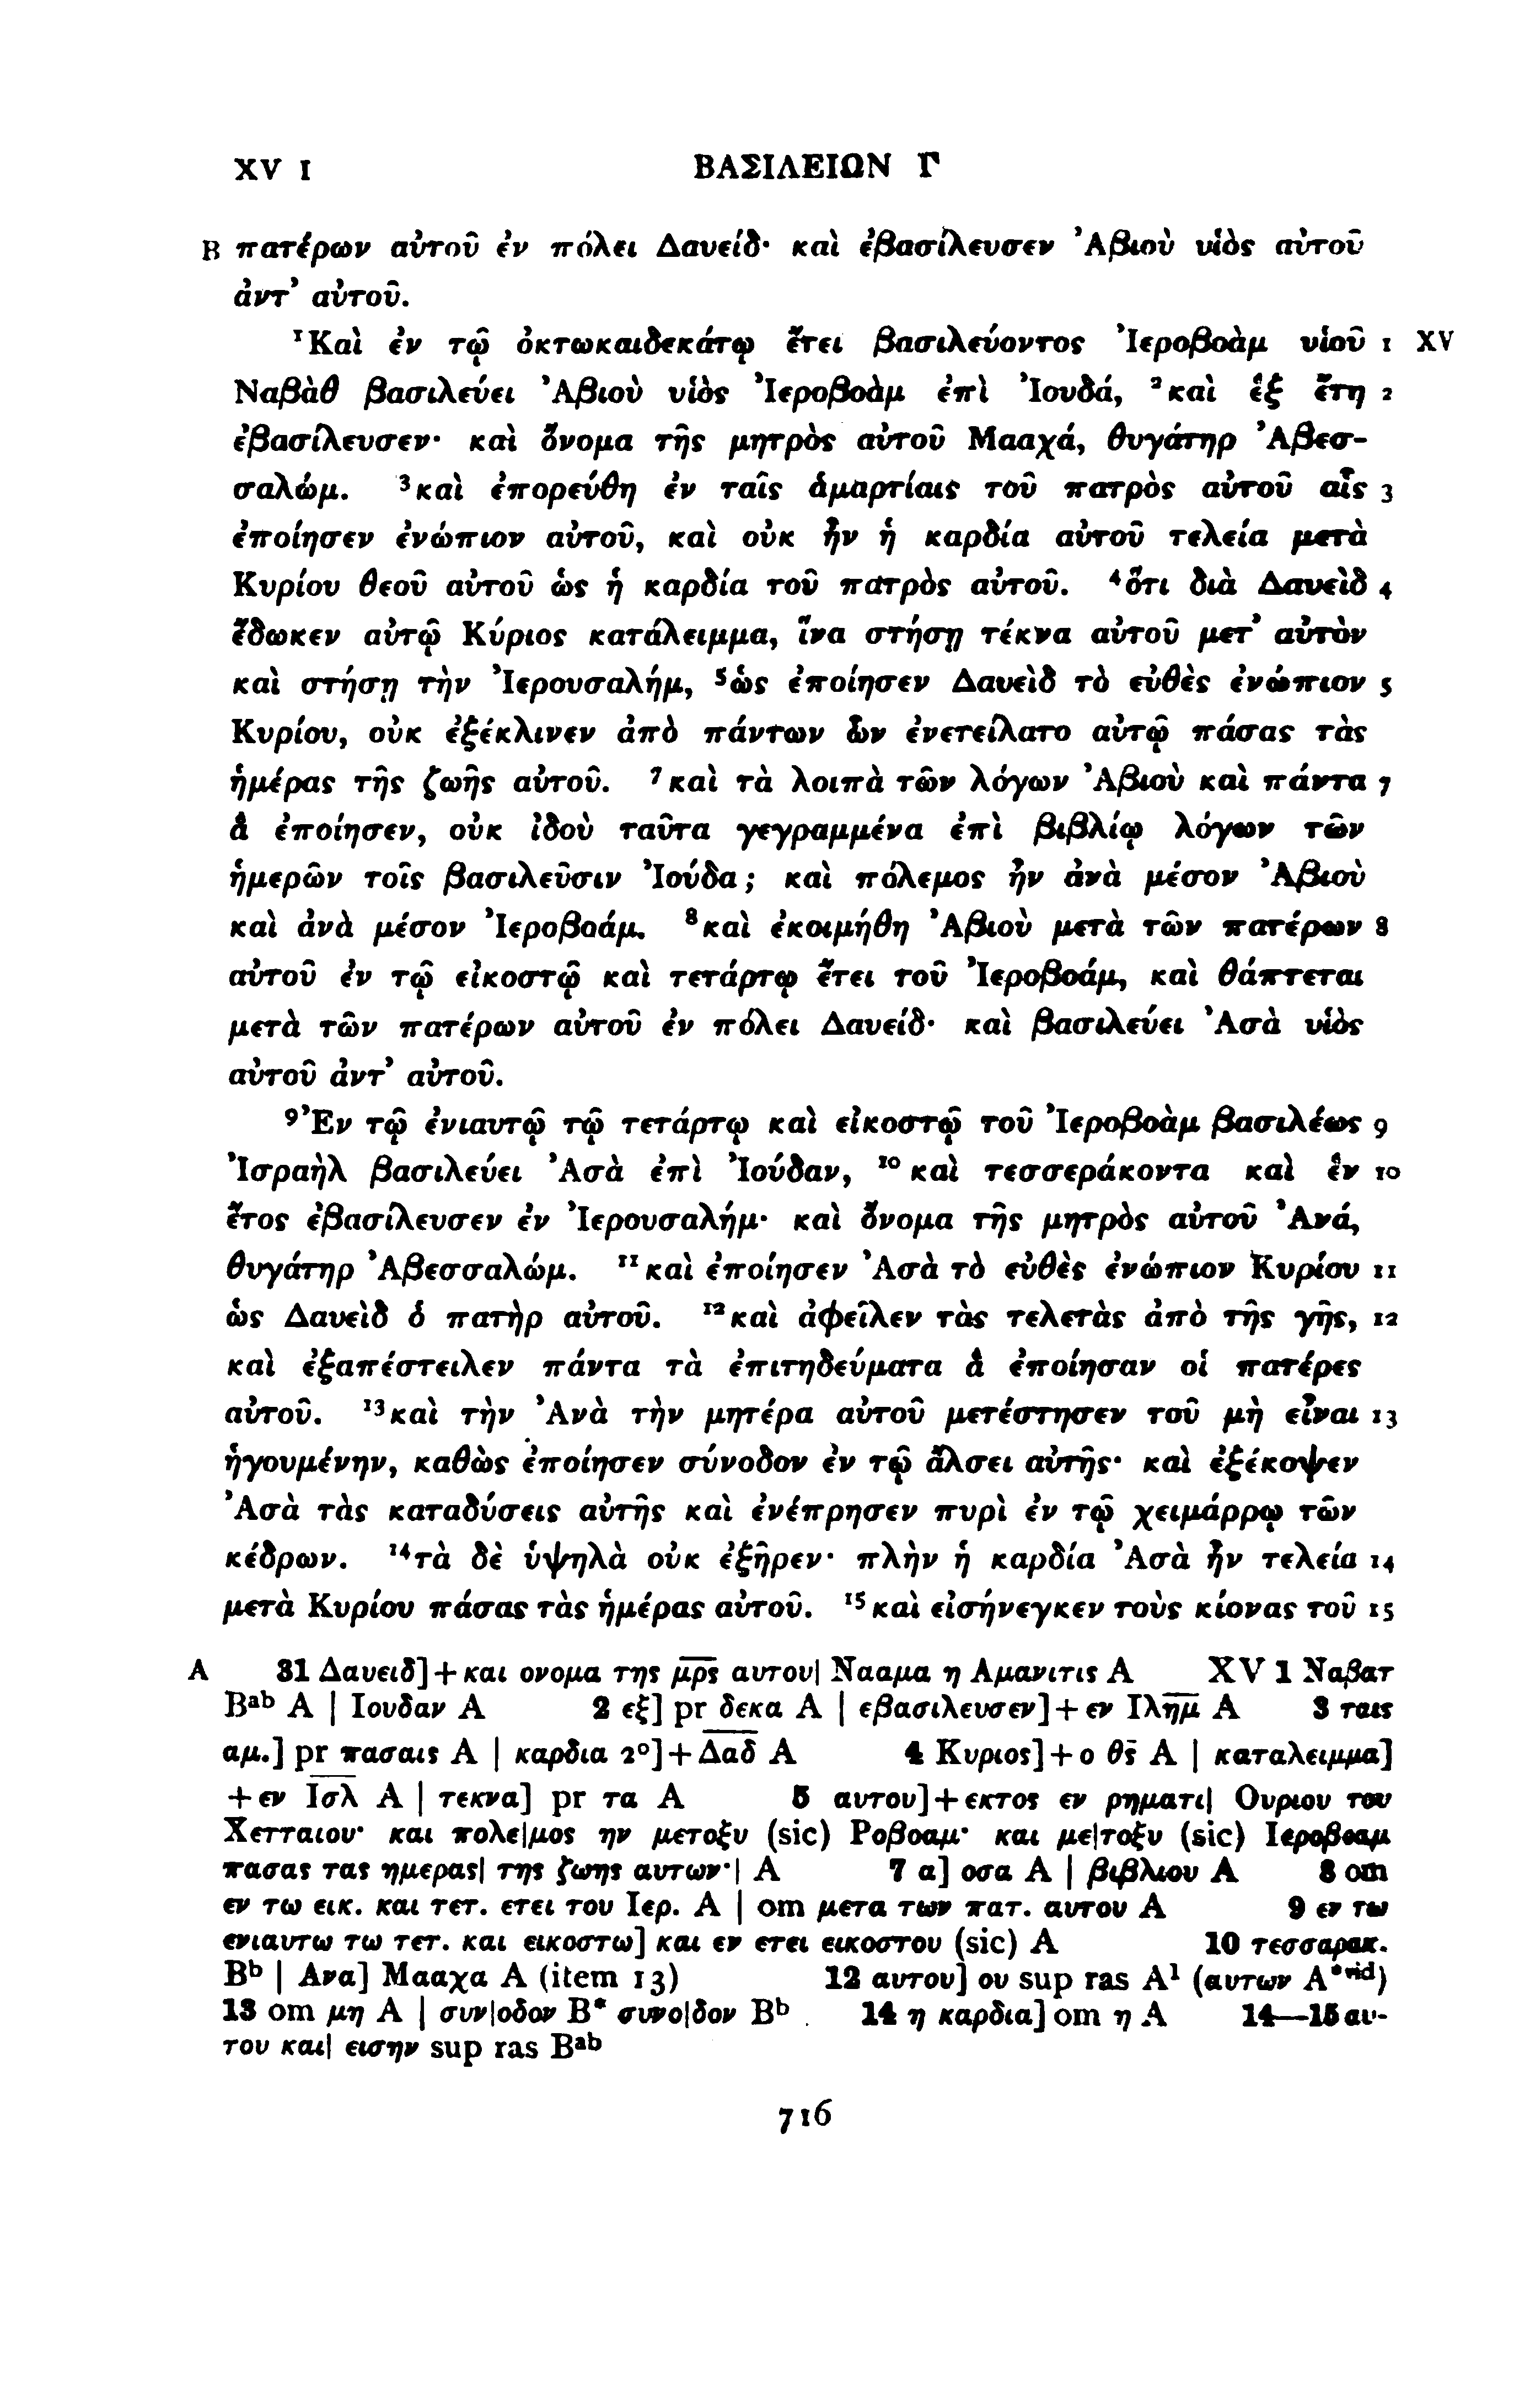 XV 1 ΒΑΣΙΛΕΙΩΝ Γ
B πατέρων αὐτοῦ ἐν πόλει Δαυείδ· καὶ ἐβασίλευσεν Ἀβιοὺ υἱὸς αὐτοῦ
ἀντ’ αὐτοῦ.
¹Καὶ ἐν τῷ ὀκτωκαιδεκάτῳ ἔτει βασιλεύοντος Ἰεροβοὰμ υἱοῦ 1 XV
Ναβὰθ βασιλεύει Ἀβιοὺ υἱὸς Ἰεροβοὰμ ἐπὶ Ἰουδά, ²καὶ ἓξ ἔτη 2
ἐβασίλευσεν· καὶ ὄνομα τῆς μητρὸς αὐτοῦ Μααχά, θυγάτηρ Ἀβεσ-
σαλώμ. ³καὶ ἐπορεύθη ἐν ταῖς ἁμαρτίαις τοῦ πατρὸς αὐτοῦ αἷς 3
ἐποίησεν ἐνώπιον αὐτοῦ, καὶ οὐκ ἦν ἡ καρδία αὐτοῦ τελεία μετὰ
Κυρίου θεοῦ αὐτοῦ ὡς ἡ καρδία τοῦ πατρὸς αὐτοῦ. ⁴ὅτι διὰ Δαυεὶδ 4
ἔδωκεν αὐτῷ Κύριος κατάλειμμα, ἵνα στήσῃ τέκνα αὐτοῦ μετ’ αὐτὸν
καὶ στήσῃ τὴν Ἰερουσαλήμ, ⁵ὡς ἐποίησεν Δαυεὶδ τὸ εὐθὲς ἐνώπιον 5
Κυρίου, οὐκ ἐξέκλινεν ἀπὸ πάντων ὧν ἐνετείλατο αὐτῷ πάσας τὰς
ἡμέρας τῆς ζωῆς αὐτοῦ. ⁷καὶ τὰ λοιπὰ τῶν λόγων Ἀβιοὺ καὶ πάντα 7
ἃ ἐποίησεν, οὐκ ἰδοὺ ταῦτα γεγραμμένα ἐπὶ βιβλίῳ λόγων τῶν
ἡμερῶν τοῖς βασιλεῦσιν Ἰούδα; καὶ πόλεμος ἦν ἀνὰ μέσον Ἀβιοὺ
καὶ ἀνὰ μέσον Ἰεροβοάμ. ⁸καὶ ἐκοιμήθη Ἀβιοὺ μετὰ τῶν πατέρων 8
αὐτοῦ ἐν τῷ εἰκοστῷ καὶ τετάρτῳ ἔτει τοῦ Ἰεροβοάμ, καὶ θάπτεται
μετὰ τῶν πατέρων αὐτοῦ ἐν πόλει Δαυείδ· καὶ βασιλεύει Ἀσὰ υἱὸς
αὐτοῦ ἀντ’ αὐτοῦ.
⁹Ἐν τῷ ἐνιαυτῷ τῷ τετάρτῳ καὶ εἰκοστῷ τοῦ Ἰεροβοὰμ βασιλέως 9
Ἰσραὴλ βασιλεύει Ἀσὰ ἐπὶ Ἰούδαν, ¹⁰καὶ τεσσεράκοντα καὶ ἓν 10
ἔτος ἐβασίλευσεν ἐν Ἰερουσαλήμ· καὶ ὄνομα τῆς μητρὸς αὐτοῦ Ἀνά,
θυγάτηρ Ἀβεσσαλώμ. ¹¹καὶ ἐποίησεν Ἀσὰ τὸ εὐθὲς ἐνώπιον Κυρίου 11
ὡς Δαυεὶδ ὁ πατὴρ αὐτοῦ. ¹²καὶ ἀφεῖλεν τὰς τελετὰς ἀπὸ τῆς γῆς, 12
καὶ ἐξαπέστειλεν πάντα τὰ ἐπιτηδεύματα ἃ ἐποίησαν οἱ πατέρες
αὐτοῦ. ¹³καὶ τὴν Ἀνὰ τὴν μητέρα αὐτοῦ μετέστησεν τοῦ μὴ εἶναι 13
ἡγουμένην, καθὼς ἐποίησεν σύνοδον ἐν τῷ ἄλσει αὐτῆς· καὶ ἐξέκοψεν
Ἀσὰ τὰς καταδύσεις αὐτῆς καὶ ἐνέπρησεν πυρὶ ἐν τῷ χειμάρρῳ τῶν
κέδρων. ¹⁴τὰ δὲ ὑψηλὰ οὐκ ἐξῆρεν· πλὴν ἡ καρδία Ἀσὰ ἦν τελεία 14
μετὰ Κυρίου πάσας τὰς ἡμέρας αὐτοῦ. ¹⁵καὶ εἰσήνεγκεν τοὺς κίονας τοῦ 15
A 31 Δαυειδ]+και ονομα της μ̅ρ̅ς̅ αυτου| Νααμα η Αμανιτις A XV 1 Ναβατ
Bᵃᵇ A | Ιουδαν A 2 εξ] pr δεκα A | εβασιλευσεν]+εν Ιλ̅η̅μ̅ A 3 ταις
αμ.] pr πασαις A | καρδια 2°]+Δ̅α̅δ̅ A 4 Κυριος]+ο θ̅ς̅ A | καταλειμμα]
+εν Ι̅σ̅λ̅ A | τεκνα] pr τα A 5 αυτου]+εκτος εν ρηματι| Ουριου του
Χετταιου· και πολε|μος ην μετοξυ (sic) Ροβοαμ· και με|τοξυ (sic) Ιεροβοαμ
πασας τας ημερας| της ζωης αυτων·| A 7 α] οσα A | βιβλιου A 8 om
εν τω εικ. και τετ. ετει του Ιερ. A | om μετα των πατ. αυτου A 9 εν τω
ενιαυτω τω τετ. και εικοστω] και εν ετει εικοστου (sic) A 10 τεσσαρακ.
Bᵇ | Ανα] Μααχα A (item 13) 12 αυτου] ου sup ras A¹ (αυτων A*ᵛⁱᵈ)
13 om μη A | συν|οδον B* συνο|δον Bᵇ 14 η καρδια] om η A 14—15 αυ-
του και| εισην sup ras Bᵃᵇ
716